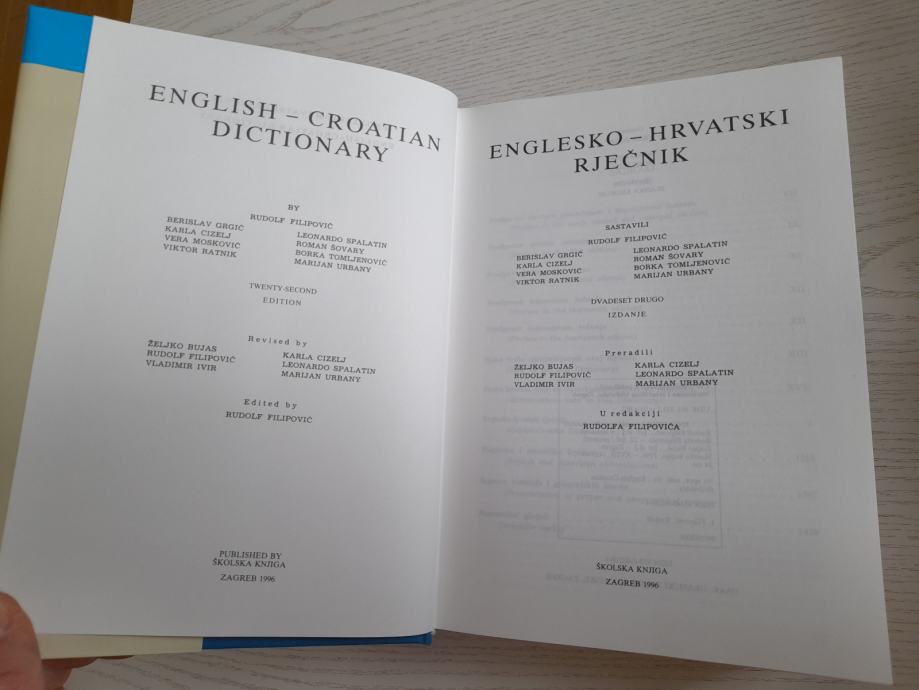 ENGLISH – CROATIAN
DICTIONARY
BY
RUDOLF FILIPOVIĆ
BERISLAV GRGIĆ
KARLA CIZELJ
VERA MOSKOVIĆ
VIKTOR RATNIK
LEONARDO SPALATIN
ROMAN ŠOVARY
BORKA TOMLJENOVIĆ
MARIJAN URBANY
TWENTY-SECOND
EDITION
Revised by
ŽELJKO BUJAS
RUDOLF FILIPOVIĆ
VLADIMIR IVIR
KARLA CIZELJ
LEONARDO SPALATIN
MARIJAN URBANY
Edited by
RUDOLF FILIPOVIĆ
PUBLISHED BY
ŠKOLSKA KNJIGA
ZAGREB 1996
ENGLESKO – HRVATSKI
RJEČNIK
SASTAVILI
RUDOLF FILIPOVIĆ
BERISLAV GRGIĆ
KARLA CIZELJ
VERA MOSKOVIĆ
VIKTOR RATNIK
LEONARDO SPALATIN
ROMAN ŠOVARY
BORKA TOMLJENOVIĆ
MARIJAN URBANY
DVADESET DRUGO
IZDANJE
Preradili
ŽELJKO BUJAS
RUDOLF FILIPOVIĆ
VLADIMIR IVIR
KARLA CIZELJ
LEONARDO SPALATIN
MARIJAN URBANY
U redakciji
RUDOLFA FILIPOVIĆA
ŠKOLSKA KNJIGA
ZAGREB 1996